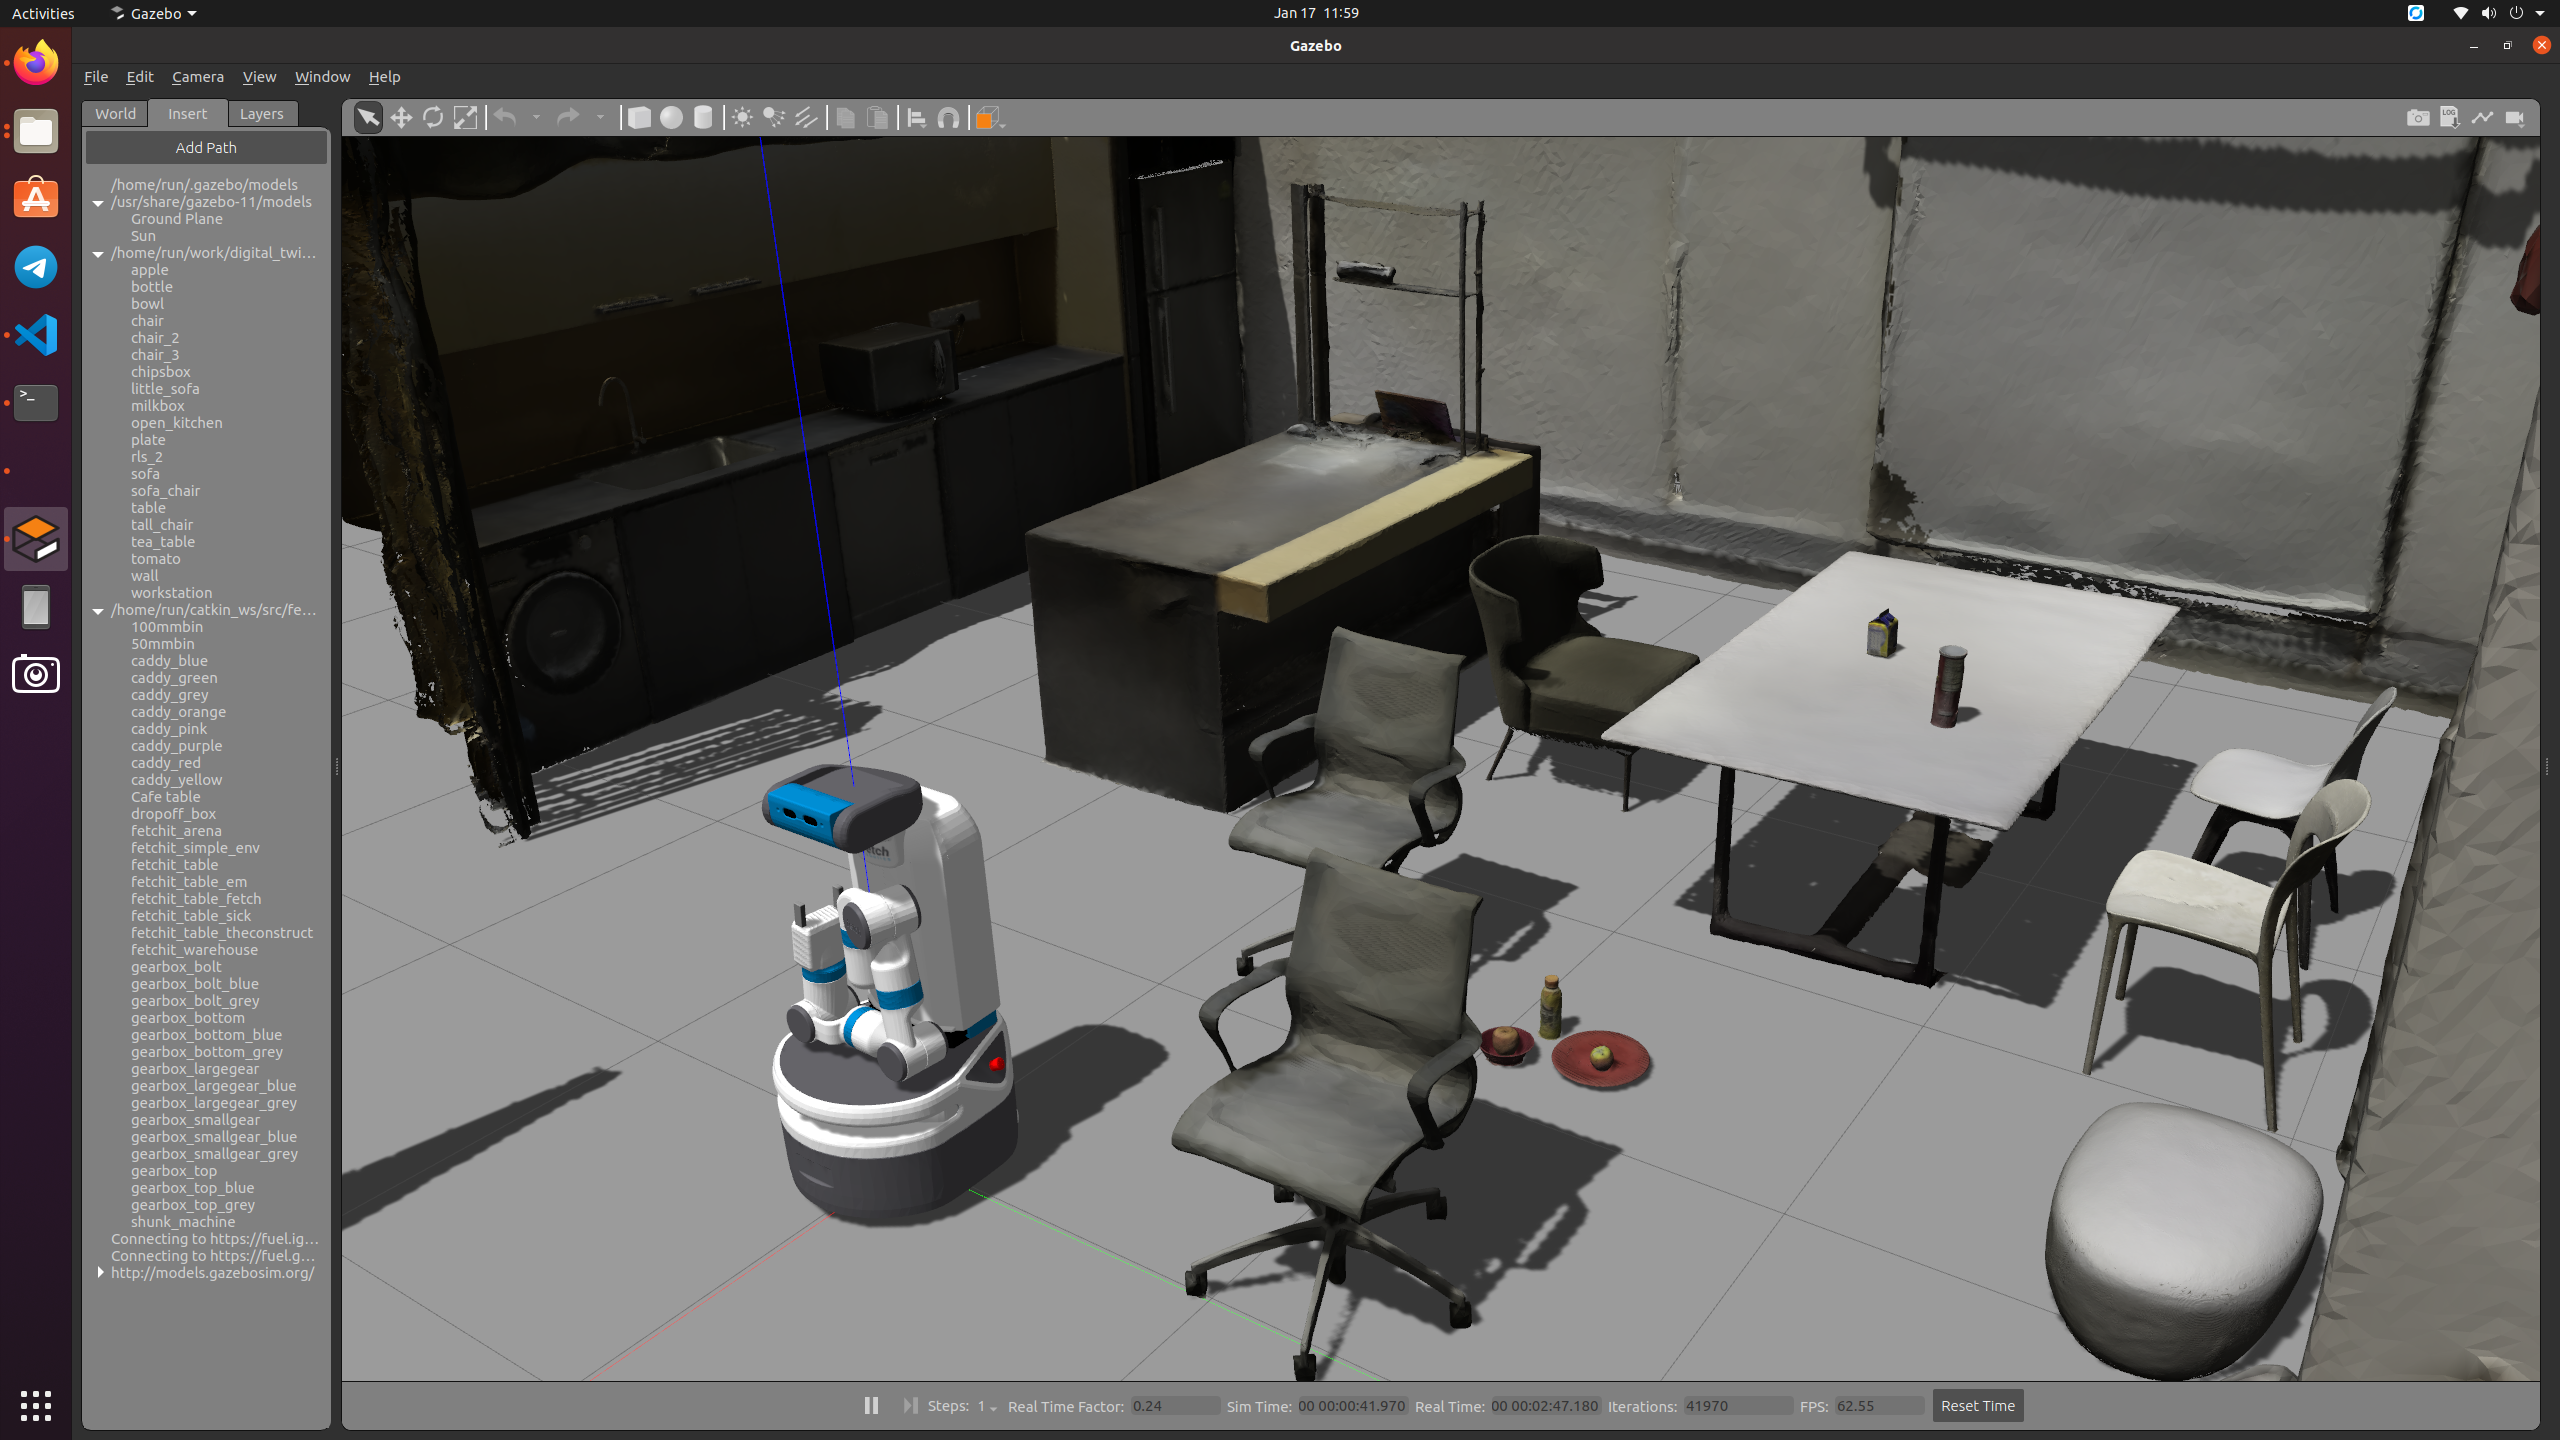 Activities
Gazebo
Jan 17 11:59
Gazebo
File Edit Camera View Window Help
World Insert Layers
LOG
Add Path
/home/run/.gazebo/models
/usr/share/gazebo-11/models
Ground Plane
Sun
/home/run/work/digital_twi...
apple
bottle
bowl
chair
chair_2
chair_3
chipsbox
little_sofa
milkbox
open_kitchen
plate
rls_2
sofa
sofa_chair
table
tall_chair
tea_table
tomato
wall
workstation
/home/run/catkin_ws/src/fe...
100mmbin
50mmbin
caddy_blue
caddy_green
caddy_grey
caddy_orange
caddy_pink
caddy_purple
caddy_red
caddy_yellow
Cafe table
dropoff_box
fetchit_arena
fetchit_simple_env
fetchit_table
fetchit_table_em
fetchit_table_fetch
fetchit_table_sick
fetchit_table_theconstruct
fetchit_warehouse
gearbox_bolt
gearbox_bolt_blue
gearbox_bolt_grey
gearbox_bottom
gearbox_bottom_blue
gearbox_bottom_grey
gearbox_largegear
gearbox_largegear_blue
gearbox_largegear_grey
gearbox_smallgear
gearbox_smallgear_blue
gearbox_smallgear_grey
gearbox_top
gearbox_top_blue
gearbox_top_grey
shunk_machine
Connecting to https://fuel.ig...
Connecting to https://fuel.g...
http://models.gazebosim.org/
etch
Steps: 1 Real Time Factor: 0.24 Sim Time: 00 00:00:41.970 Real Time: 00 00:02:47.180 Iterations: 41970 FPS: 62.55 Reset Time